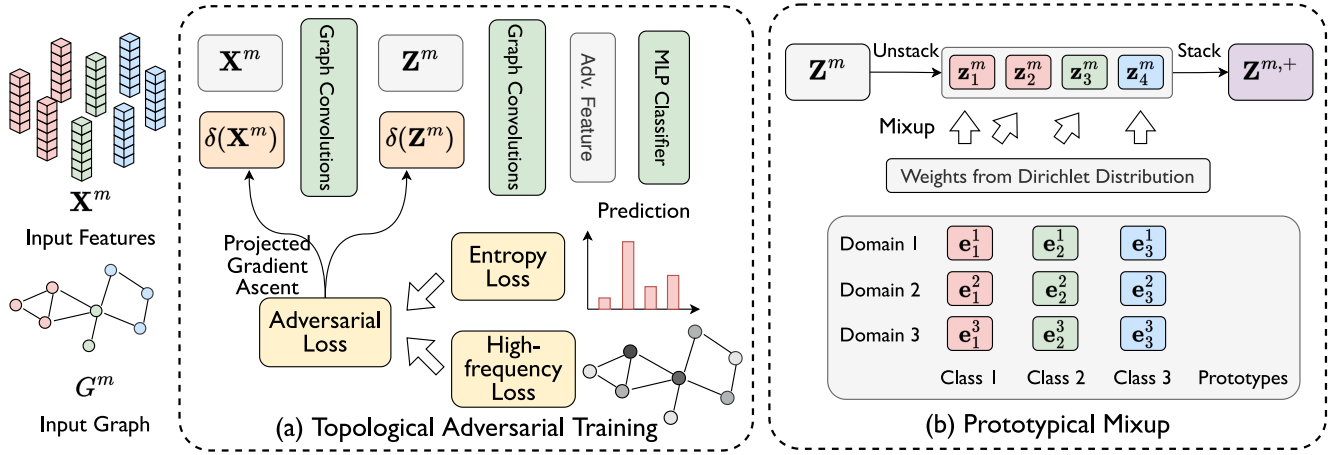 X^m
Input Features
G^m
Input Graph
X^m
δ(X^m)
Graph Convolutions
Z^m
δ(Z^m)
Graph Convolutions
Adv. Feature
MLP Classifier
Projected
Gradient
Ascent
Adversarial
Loss
Entropy
Loss
High-
frequency
Loss
Prediction
(a) Topological Adversarial Training
Z^m
Unstack
z_1^m z_2^m z_3^m z_4^m
Stack
Z^{m,+}
Mixup
Weights from Dirichlet Distribution
Domain 1 e_1^1 e_2^1 e_3^1
Domain 2 e_1^2 e_2^2 e_3^2
Domain 3 e_1^3 e_2^3 e_3^3
Class 1 Class 2 Class 3 Prototypes
(b) Prototypical Mixup